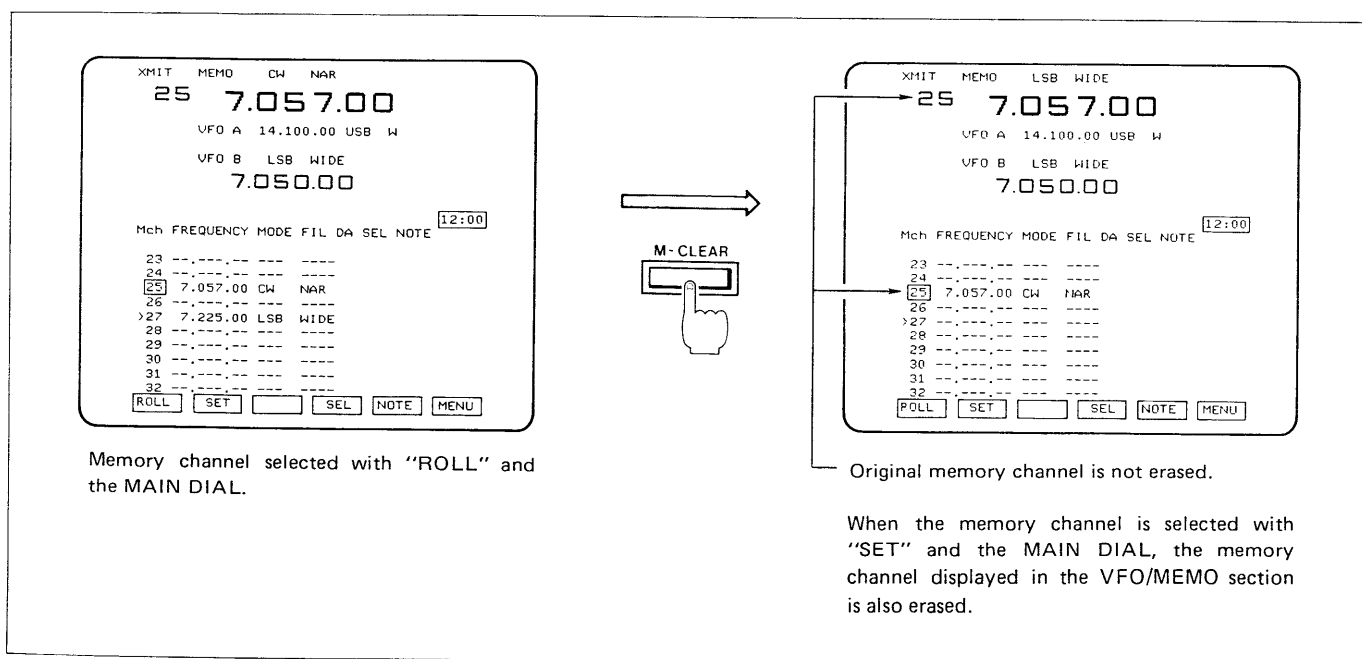 XMIT MEMO CW NAR
25 7.057.00
VFO A 14.100.00 USB W
VFO B LSB WIDE
7.050.00
12:00
Mch FREQUENCY MODE FIL DA SEL NOTE
23 --.---.-- --- ----
24 --.---.-- --- ----
25 7.057.00 CW NAR
26 --.---.-- --- ----
>27 7.225.00 LSB WIDE
28 --.---.-- --- ----
29 --.---.-- --- ----
30 --.---.-- --- ----
31 --.---.-- --- ----
32 --.---.-- --- ----
ROLL SET SEL NOTE MENU
Memory channel selected with "ROLL" and
the MAIN DIAL.
M-CLEAR
XMIT MEMO LSB WIDE
25 7.057.00
VFO A 14.100.00 USB W
VFO B LSB WIDE
7.050.00
12:00
Mch FREQUENCY MODE FIL DA SEL NOTE
23 --.---.-- --- ----
24 --.---.-- --- ----
25 7.057.00 CW NAR
26 --.---.-- --- ----
>27 --.---.-- --- ----
28 --.---.-- --- ----
29 --.---.-- --- ----
30 --.---.-- --- ----
31 --.---.-- --- ----
32 --.---.-- --- ----
ROLL SET SEL NOTE MENU
Original memory channel is not erased.
When the memory channel is selected with
"SET" and the MAIN DIAL, the memory
channel displayed in the VFO/MEMO section
is also erased.